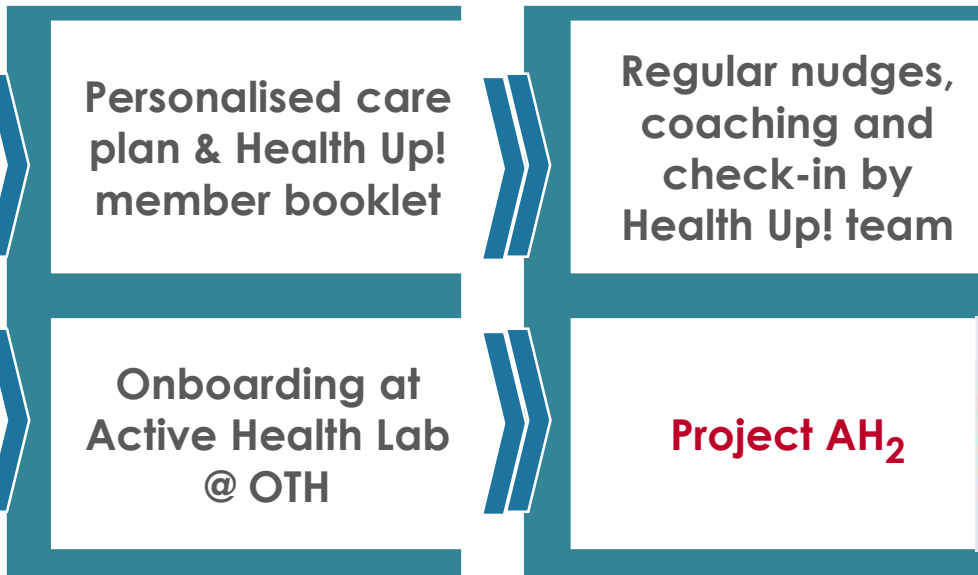 Personalised care
plan & Health Up!
member booklet
Regular nudges,
coaching and
check-in by
Health Up! team
Onboarding at
Active Health Lab
@ OTH
Project AH₂